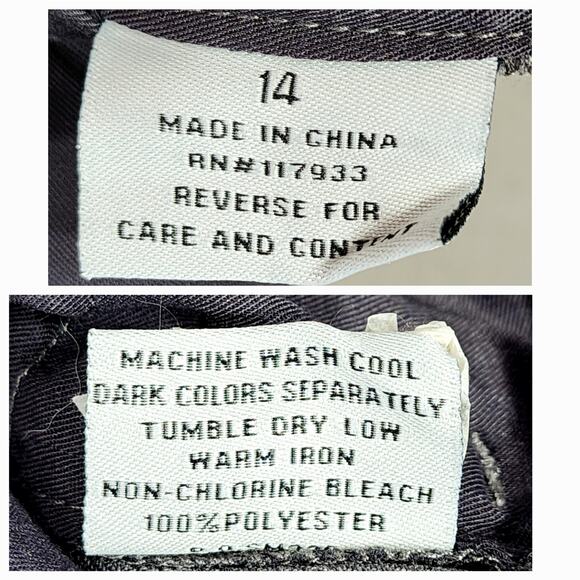 14
MADE IN CHINA
RN#117933
REVERSE FOR
CARE AND CONTENT
MACHINE WASH COOL
DARK COLORS SEPARATELY
TUMBLE DRY LOW
WARM IRON
NON-CHLORINE BLEACH
100%POLYESTER